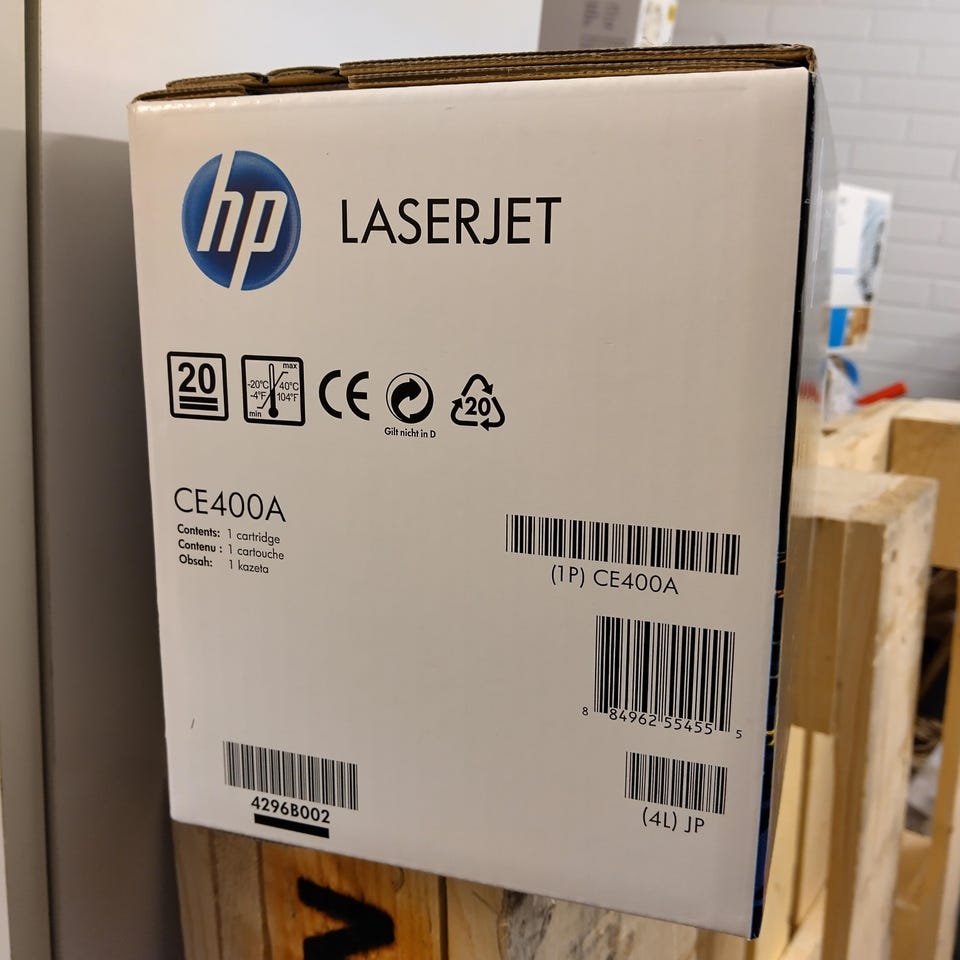 hp LASERJET
20
max
-20°C 40°C
-4°F 104°F
min
CE
Gilt nicht in D
20
CE400A
Contents: 1 cartridge
Contenu : 1 cartouche
Obsah: 1 kazeta
(1P) CE400A
8 84962 55455 5
4296B002
(4L) JP